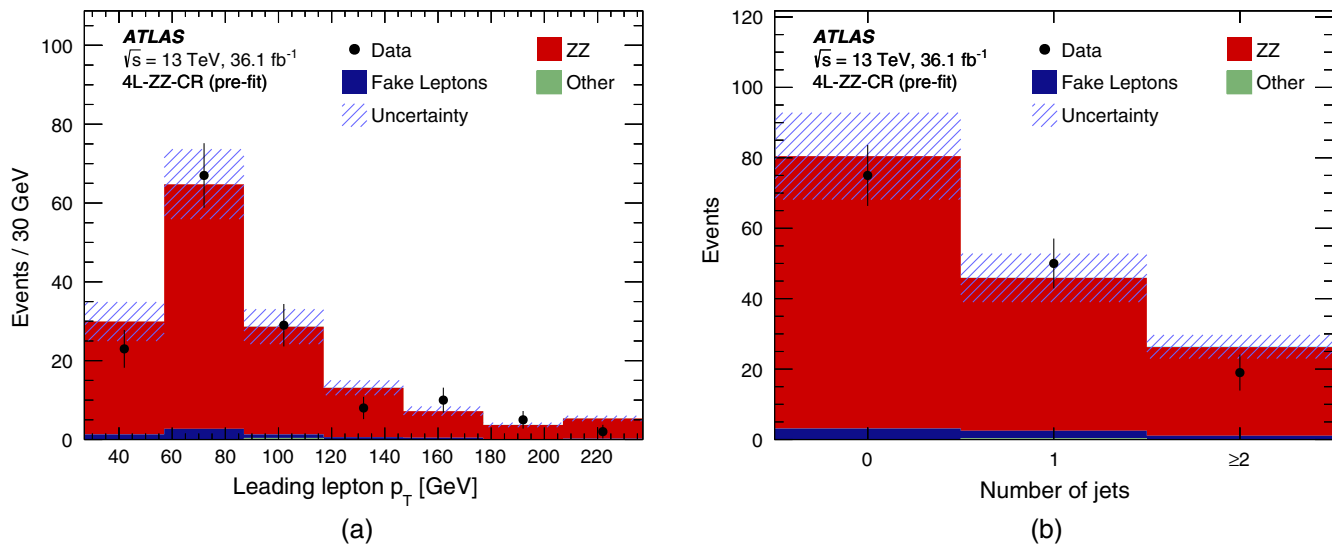 ATLAS
√s = 13 TeV, 36.1 fb⁻¹
4L-ZZ-CR (pre-fit)
Data
ZZ
Fake Leptons
Other
Uncertainty
Events / 30 GeV
100
80
60
40
20
0
40 60 80 100 120 140 160 180 200 220
Leading lepton p_T [GeV]
(a)
ATLAS
√s = 13 TeV, 36.1 fb⁻¹
4L-ZZ-CR (pre-fit)
Data
ZZ
Fake Leptons
Other
Uncertainty
Events
120
100
80
60
40
20
0
0 1 ≥2
Number of jets
(b)